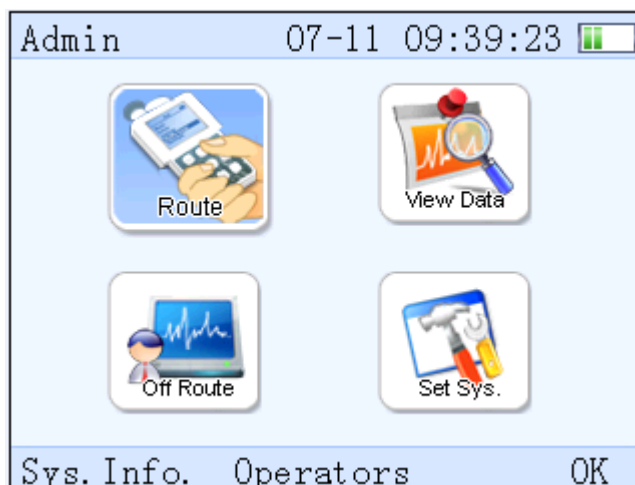 Admin 07-11 09:39:23
Route View Data
Off Route Set Sys.
Sys. Info. Operators OK